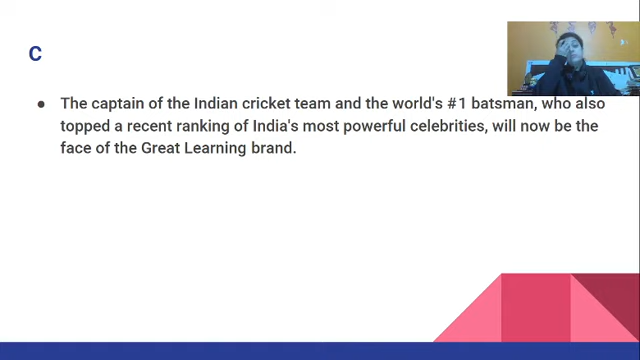 C
● The captain of the Indian cricket team and the world's #1 batsman, who also
topped a recent ranking of India's most powerful celebrities, will now be the
face of the Great Learning brand.